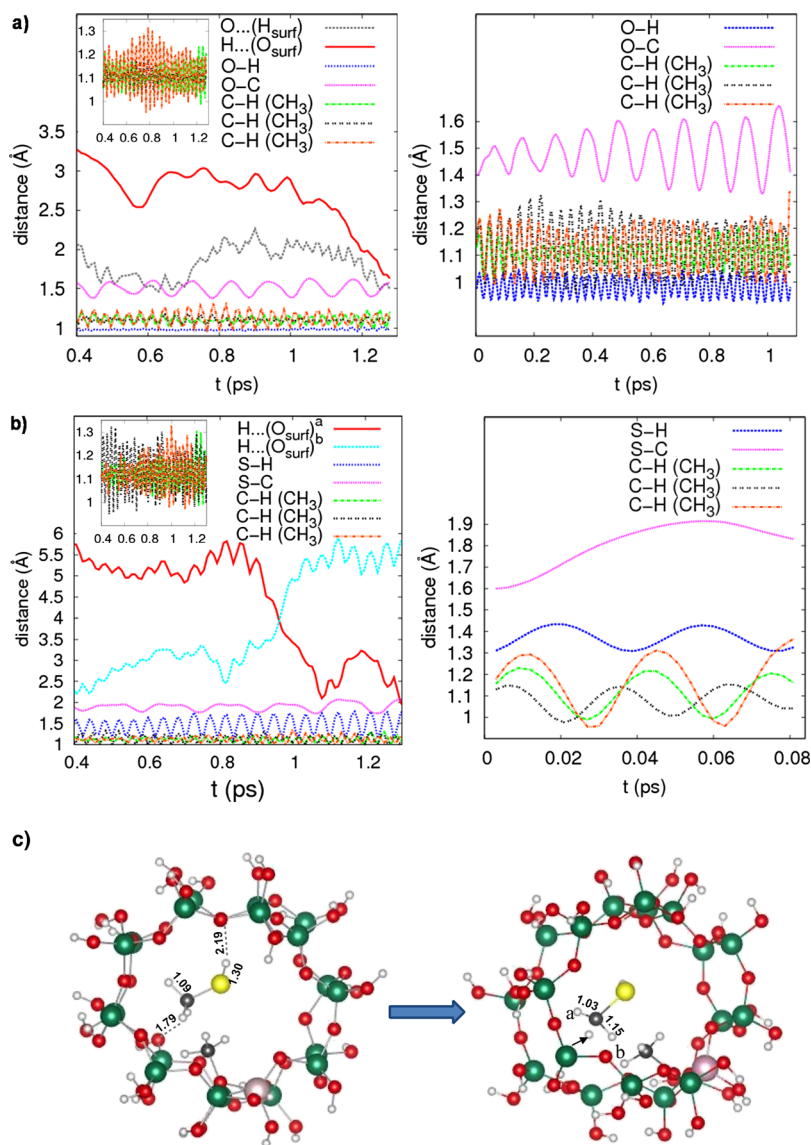 a)
O...(H_surf)
H...(O_surf)
O–H
O–C
C–H (CH3)
C–H (CH3)
C–H (CH3)
1.3
1.2
1.1
1
0.4 0.6 0.8 1 1.2
3.5
3
2.5
2
1.5
1
distance (Å)
0.4 0.6 0.8 1 1.2
t (ps)
O–H
O–C
C–H (CH3)
C–H (CH3)
C–H (CH3)
1.6
1.5
1.4
1.3
1.2
1.1
1
distance (Å)
0 0.2 0.4 0.6 0.8 1
t (ps)
b)
H...(O_surf)^a
H...(O_surf)^b
S–H
S–C
C–H (CH3)
C–H (CH3)
C–H (CH3)
1.3
1.2
1.1
1
0.4 0.6 0.8 1 1.2
6
5.5
5
4.5
4
3.5
3
2.5
2
1.5
1
distance (Å)
0.4 0.6 0.8 1 1.2
t (ps)
S–H
S–C
C–H (CH3)
C–H (CH3)
C–H (CH3)
1.9
1.8
1.7
1.6
1.5
1.4
1.3
1.2
1.1
1
distance (Å)
0 0.02 0.04 0.06 0.08
t (ps)
c)
2.19
1.30
1.09
1.79
1.03
a
1.15
b